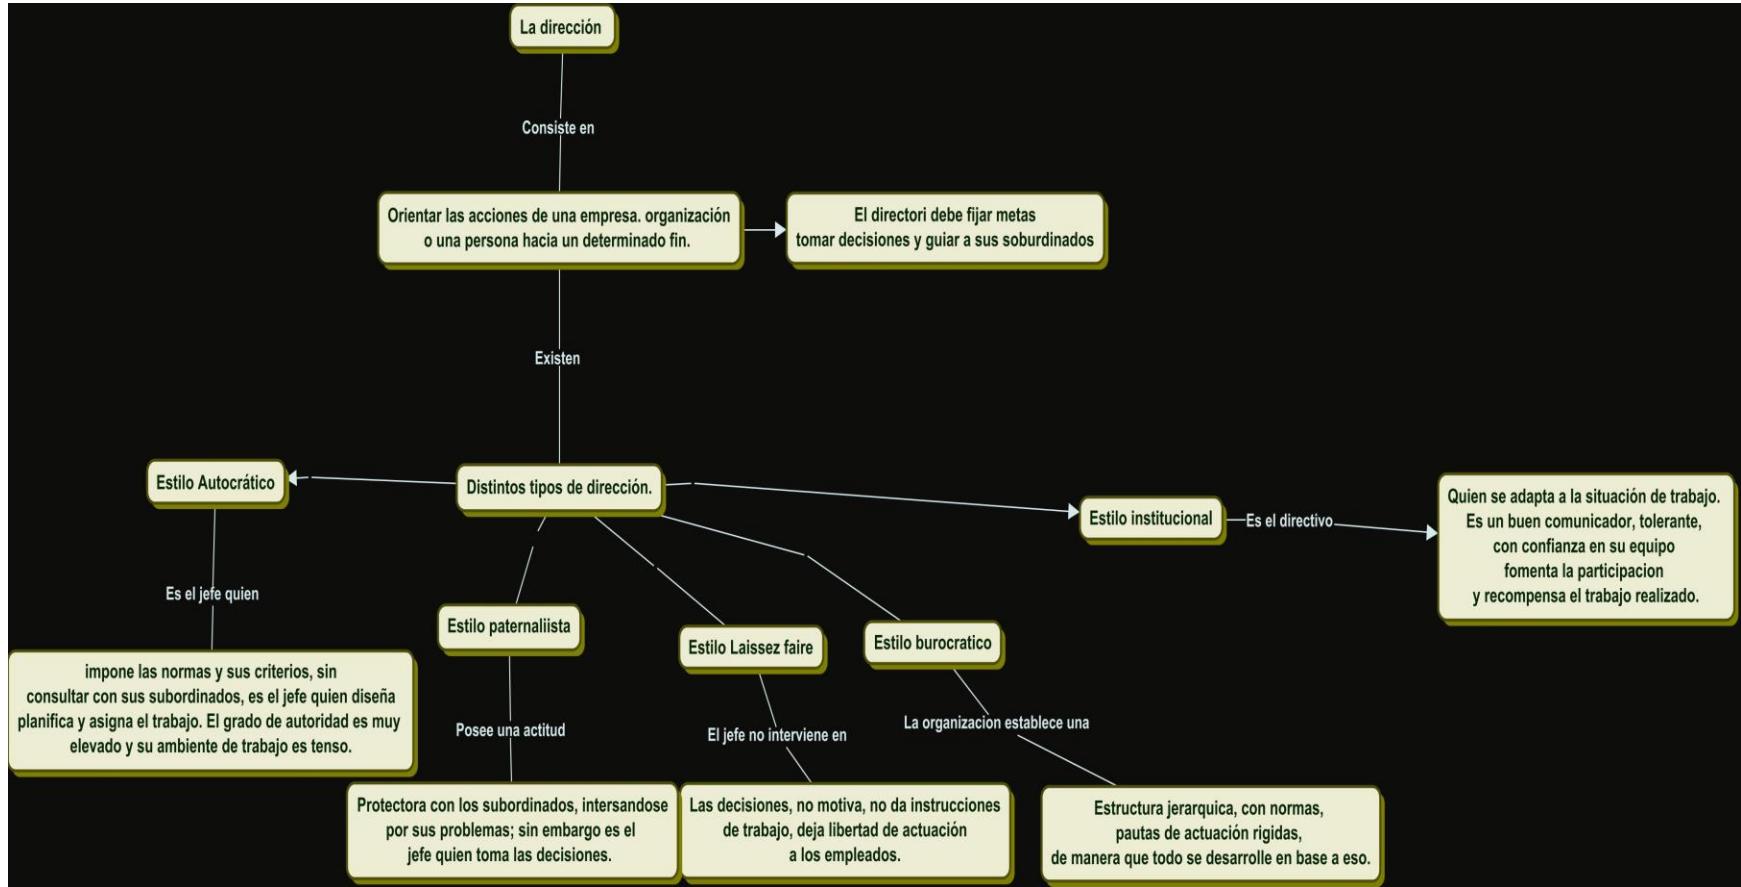 La dirección
Consiste en
Orientar las acciones de una empresa. organización
o una persona hacia un determinado fin.
El directori debe fijar metas
tomar decisiones y guiar a sus soburdinados
Existen
Distintos tipos de dirección.
Estilo Autocrático
Es el jefe quien
impone las normas y sus criterios, sin
consultar con sus subordinados, es el jefe quien diseña
planifica y asigna el trabajo. El grado de autoridad es muy
elevado y su ambiente de trabajo es tenso.
Estilo paternaliista
Posee una actitud
Protectora con los subordinados, intersandose
por sus problemas; sin embargo es el
jefe quien toma las decisiones.
Estilo Laissez faire
El jefe no interviene en
Las decisiones, no motiva, no da instrucciones
de trabajo, deja libertad de actuación
a los empleados.
Estilo burocratico
La organizacion establece una
Estructura jerarquica, con normas,
pautas de actuación rigidas,
de manera que todo se desarrolle en base a eso.
Estilo institucional
Es el directivo
Quien se adapta a la situación de trabajo.
Es un buen comunicador, tolerante,
con confianza en su equipo
fomenta la participacion
y recompensa el trabajo realizado.